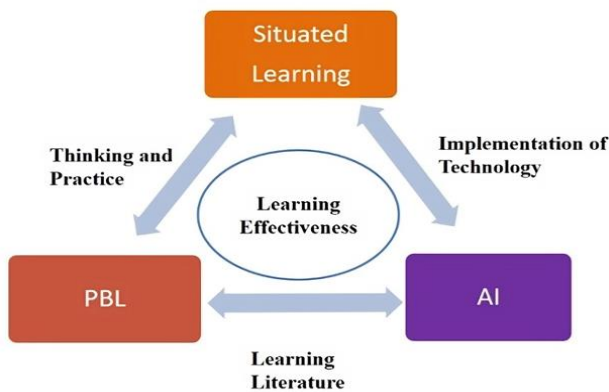 Situated
Learning
Thinking and
Practice
Implementation of
Technology
Learning
Effectiveness
PBL
AI
Learning
Literature